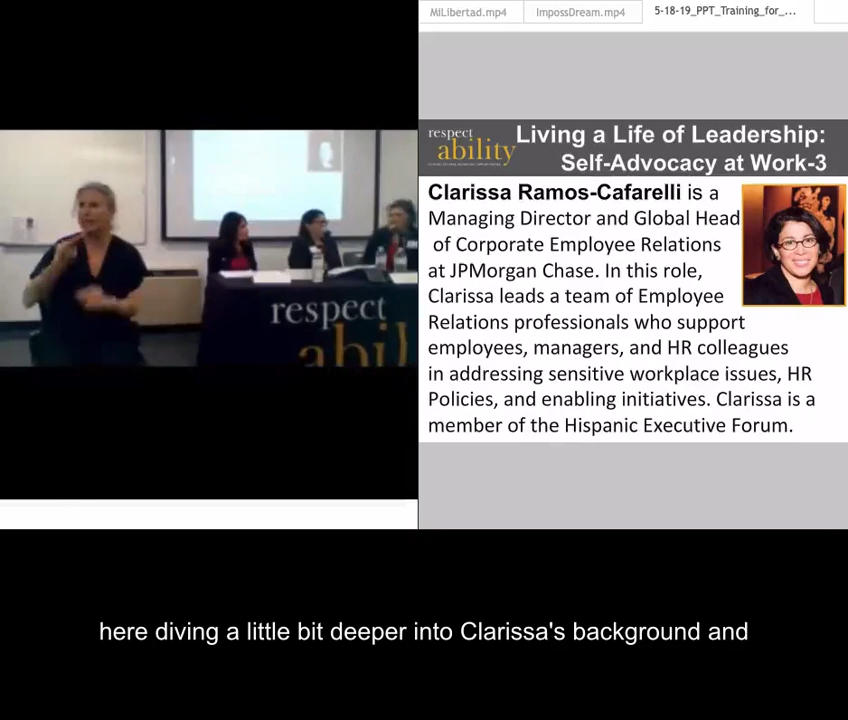 MiLibertad.mp4
ImpossDream.mp4
5-18-19_PPT_Training_for_...
respect
ability
Living a Life of Leadership:
Self-Advocacy at Work-3
Clarissa Ramos-Cafarelli is a
Managing Director and Global Head
of Corporate Employee Relations
at JPMorgan Chase. In this role,
Clarissa leads a team of Employee
Relations professionals who support
employees, managers, and HR colleagues
in addressing sensitive workplace issues, HR
Policies, and enabling initiatives. Clarissa is a
member of the Hispanic Executive Forum.
respect
abil
here diving a little bit deeper into Clarissa's background and